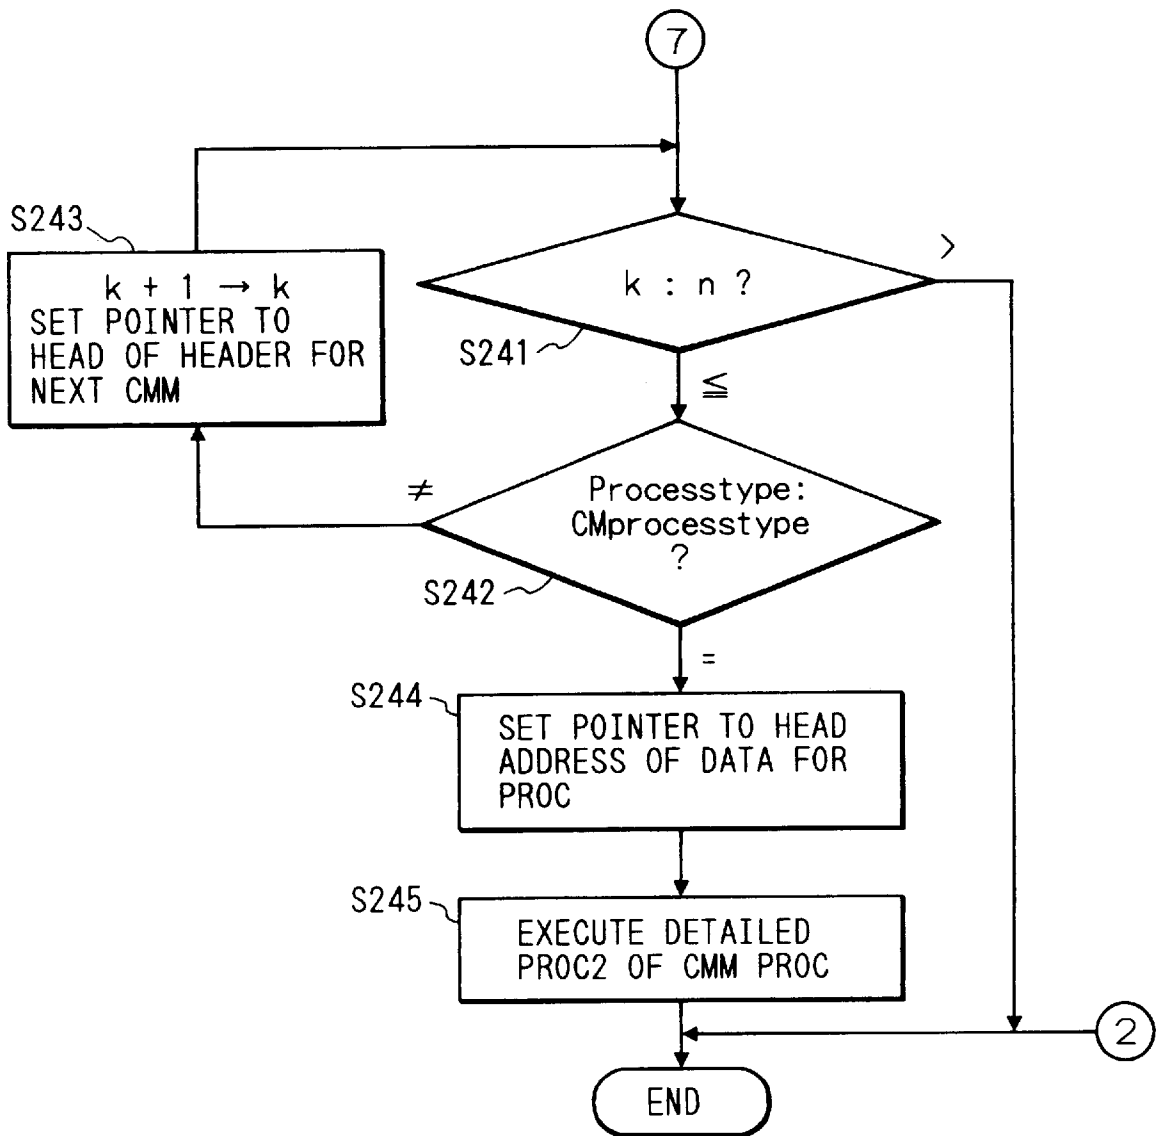 7
S243
k + 1 → k
SET POINTER TO
HEAD OF HEADER FOR
NEXT CMM
>
k : n ?
S241
≦
≠
Processtype:
CMprocesstype
?
S242
=
S244
SET POINTER TO HEAD
ADDRESS OF DATA FOR
PROC
S245
EXECUTE DETAILED
PROC2 OF CMM PROC
2
END